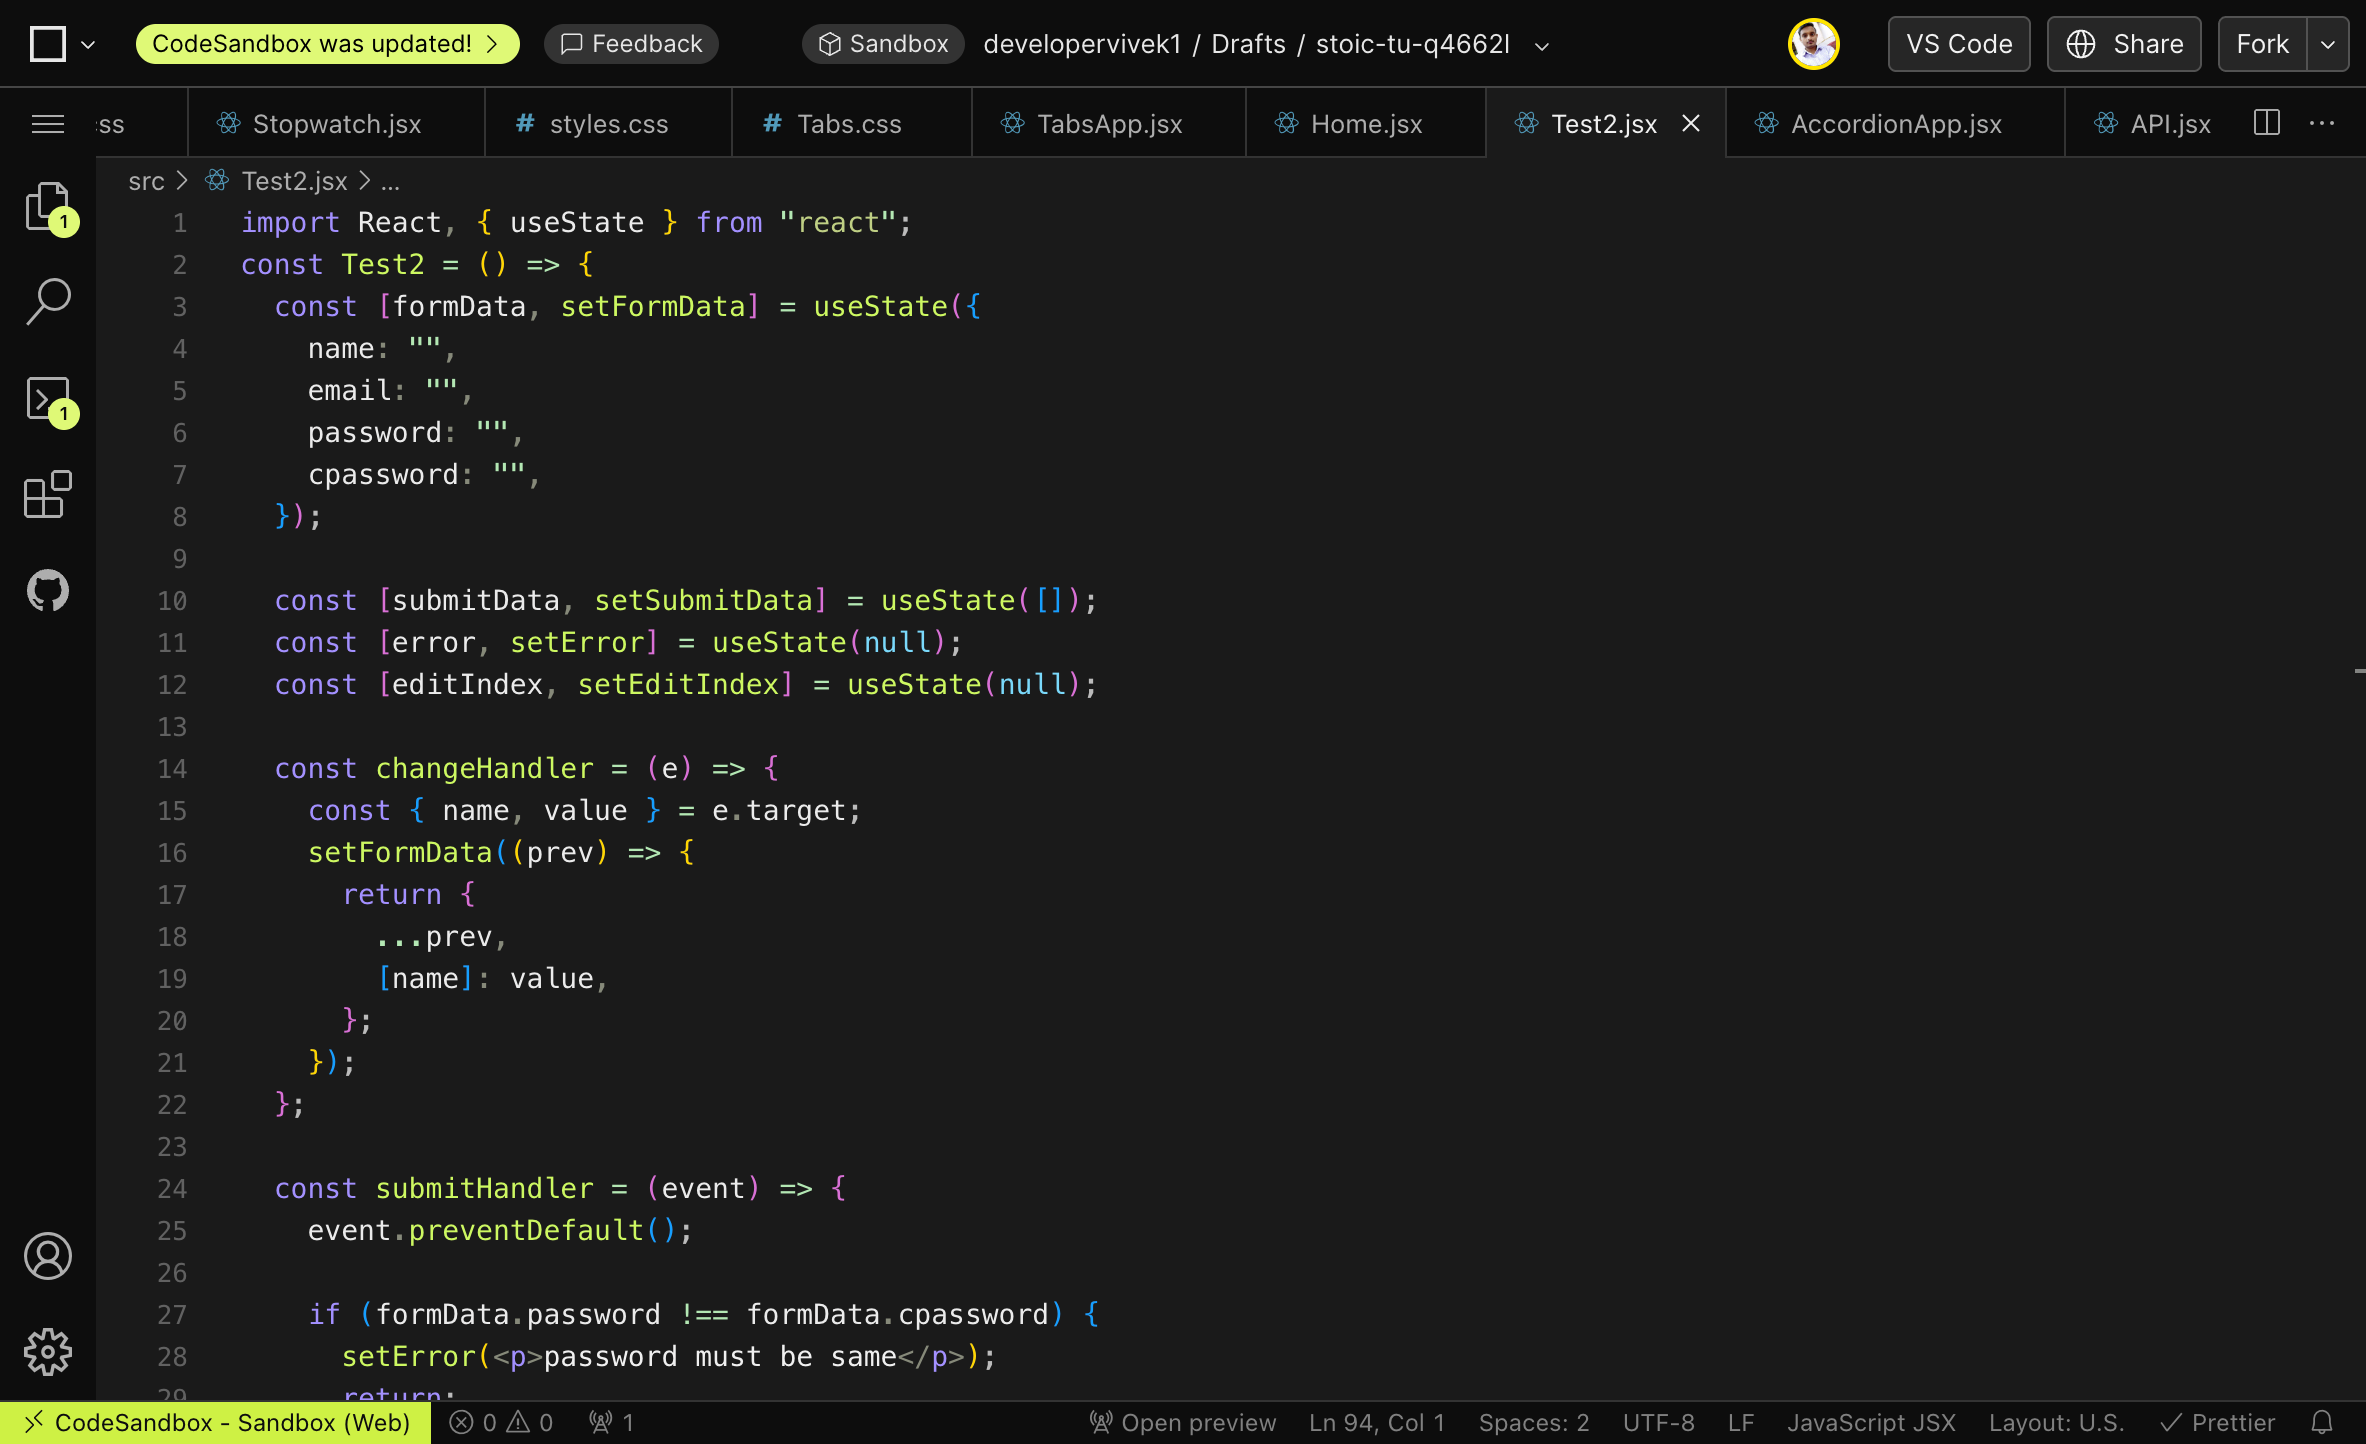 CodeSandbox was updated!
Feedback
Sandbox
developervivek1 / Drafts / stoic-tu-q4662l
VS Code
Share
Fork
ss
Stopwatch.jsx
# styles.css
# Tabs.css
TabsApp.jsx
Home.jsx
Test2.jsx
AccordionApp.jsx
API.jsx
src > Test2.jsx > ...
1
1
1 import React, { useState } from "react";
2 const Test2 = () => {
3 const [formData, setFormData] = useState({
4 name: "",
5 email: "",
6 password: "",
7 cpassword: "",
8 });
9
10 const [submitData, setSubmitData] = useState([]);
11 const [error, setError] = useState(null);
12 const [editIndex, setEditIndex] = useState(null);
13
14 const changeHandler = (e) => {
15 const { name, value } = e.target;
16 setFormData((prev) => {
17 return {
18 ...prev,
19 [name]: value,
20 };
21 });
22 };
23
24 const submitHandler = (event) => {
25 event.preventDefault();
26
27 if (formData.password !== formData.cpassword) {
28 setError(<p>password must be same</p>);
29 return;
CodeSandbox - Sandbox (Web)
0
0
1
Open preview
Ln 94, Col 1
Spaces: 2
UTF-8
LF
JavaScript JSX
Layout: U.S.
Prettier